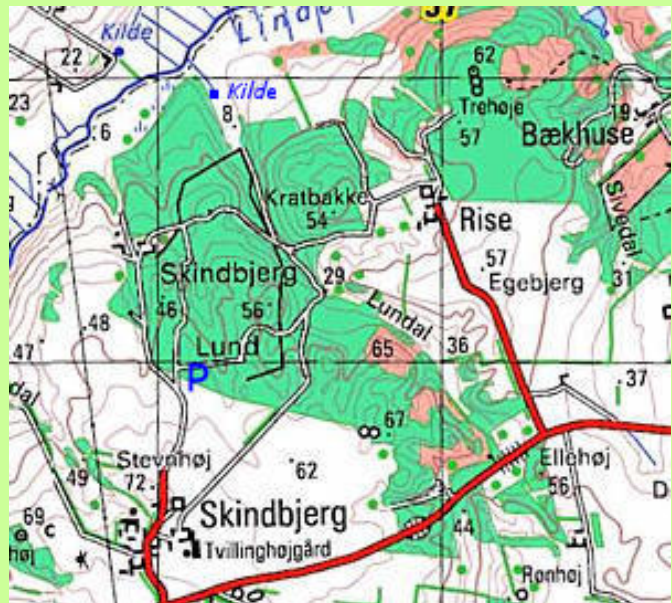 57
Kilde
22
Kilde
62
23
8
Trehøje
19
6
57
Bækhuse
Kratbakke
54
Rise
Sivedal
Skindbjerg
29
57
Egebjerg
31
46
56
Lundal
48
Lund
65
36
47
P
37
67
Stevnhøj
62
Ellehøj
49
72
56
D
Skindbjerg
69
44
Tvillinghøjgård
Rønhøj